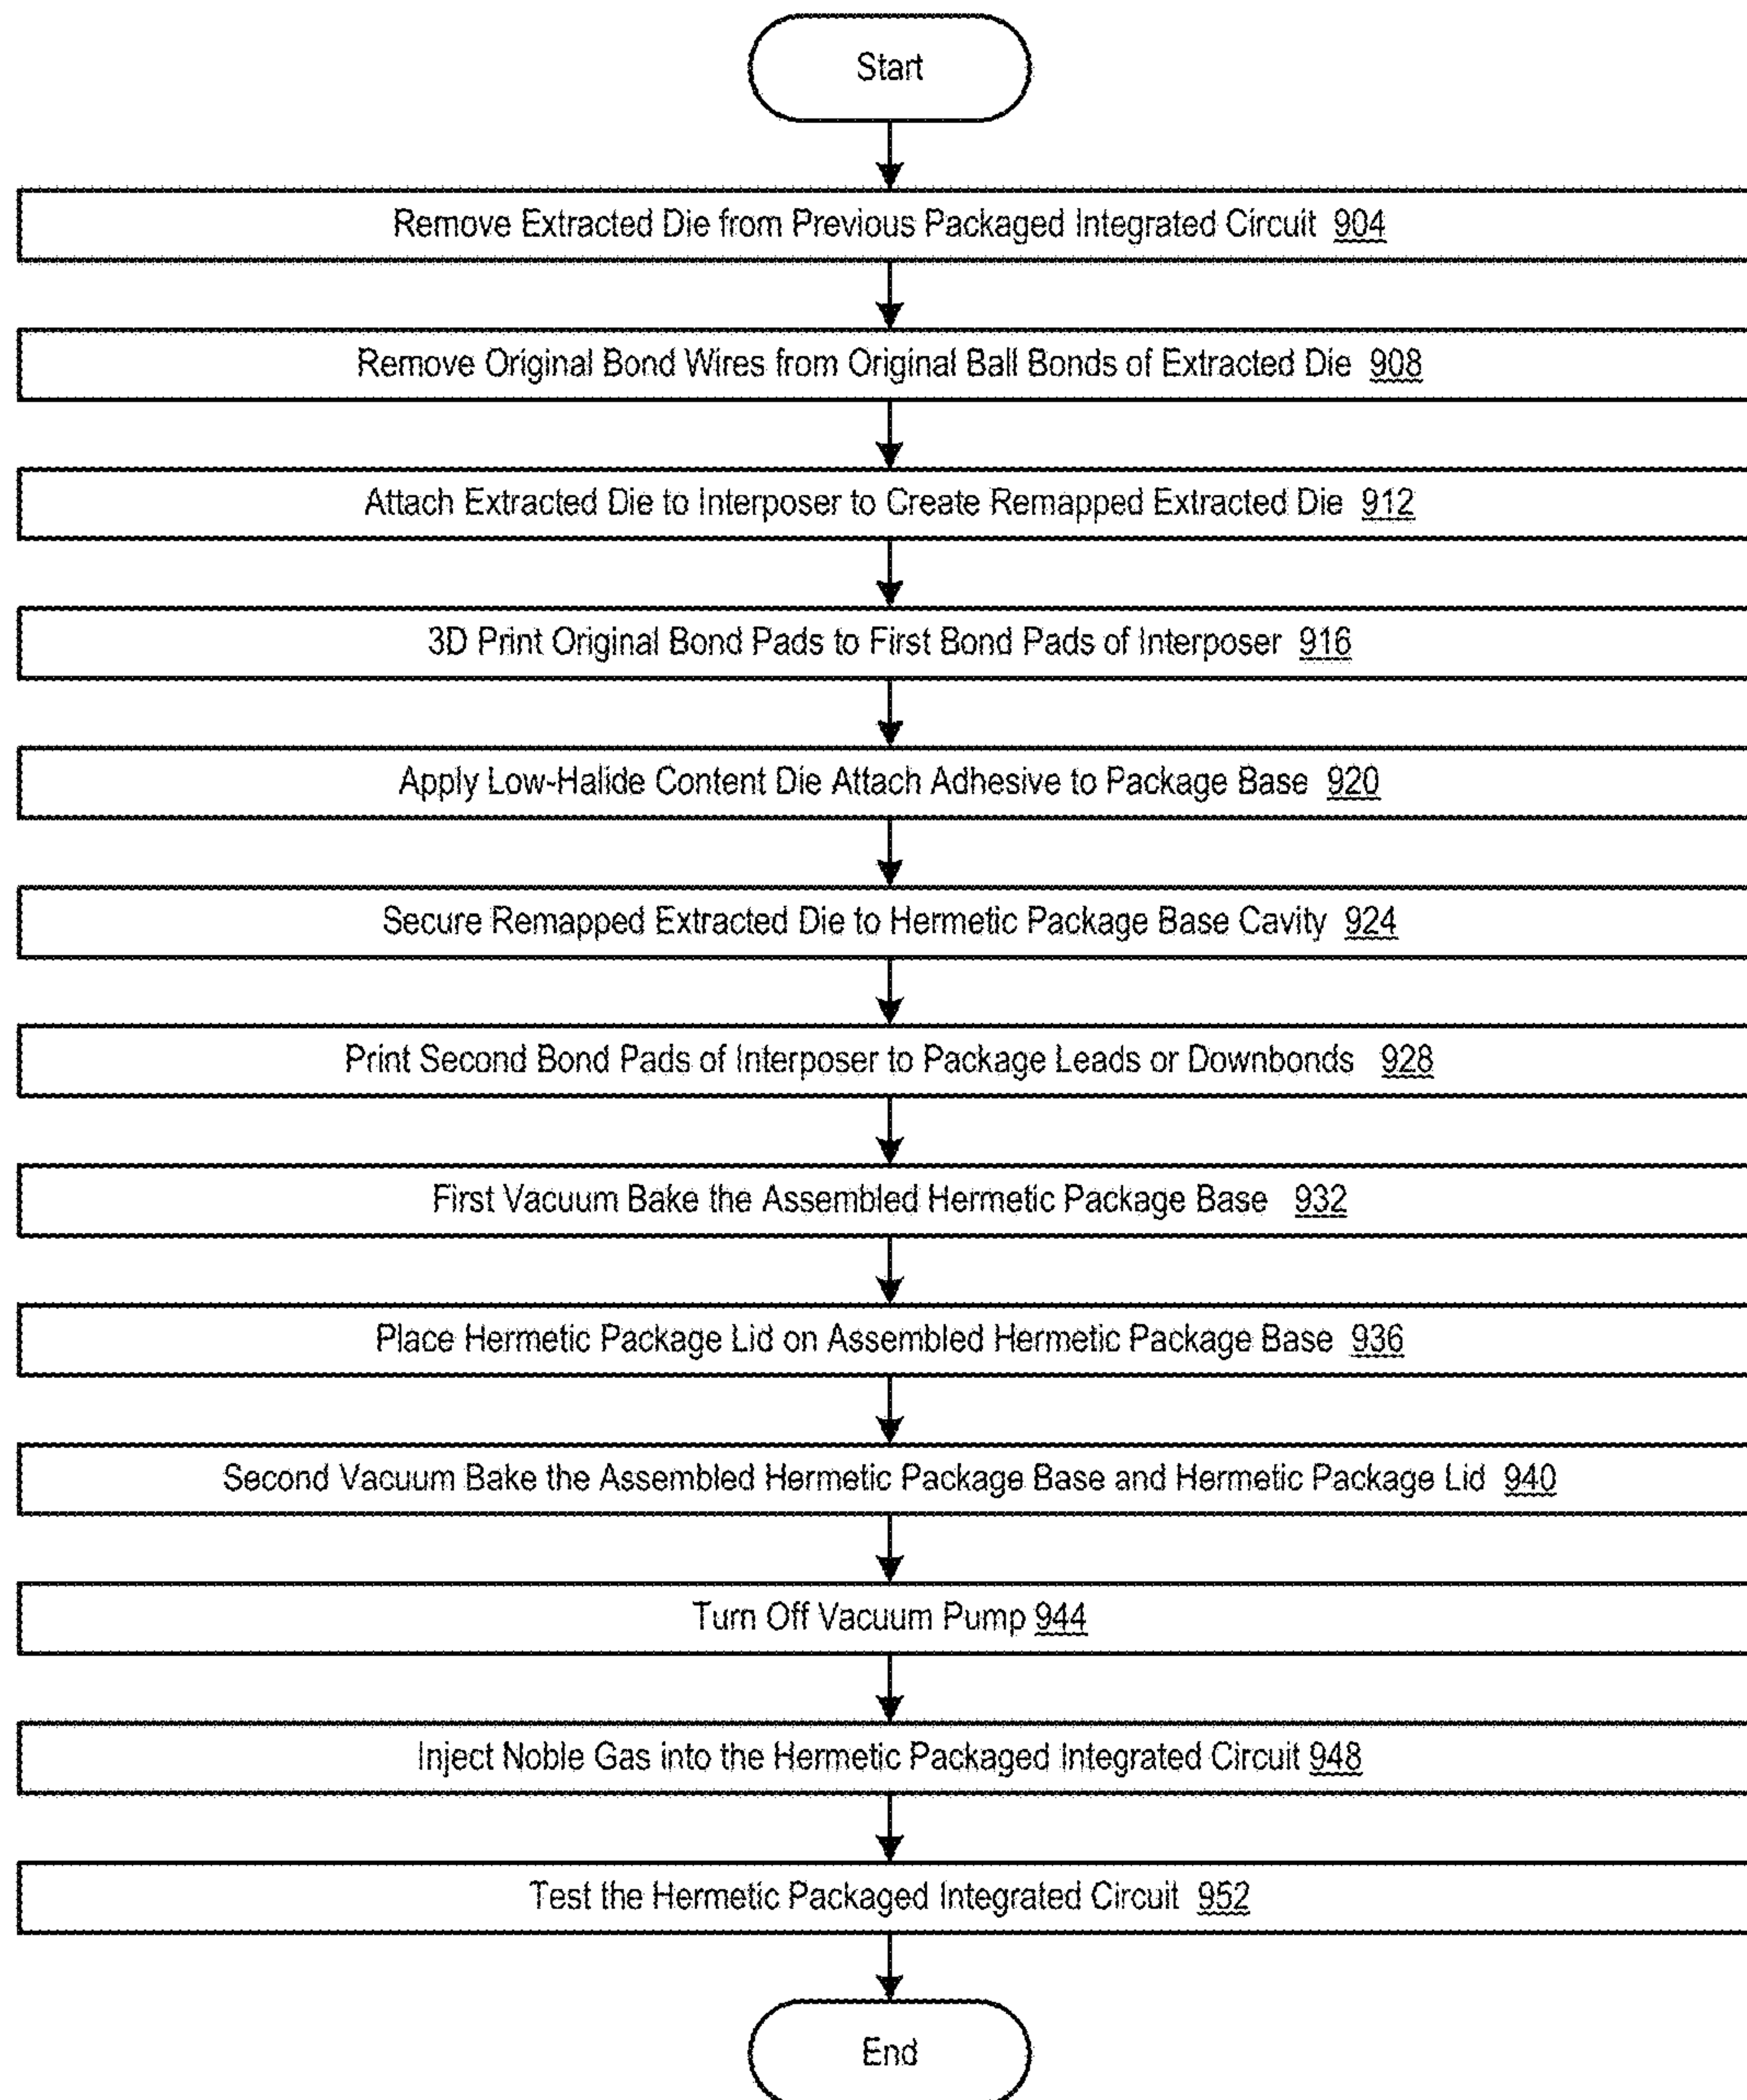 Start
Remove Extracted Die from Previous Packaged Integrated Circuit 904
Remove Original Bond Wires from Original Ball Bonds of Extracted Die 908
Attach Extracted Die to Interposer to Create Remapped Extracted Die 912
3D Print Original Bond Pads to First Bond Pads of Interposer 916
Apply Low-Halide Content Die Attach Adhesive to Package Base 920
Secure Remapped Extracted Die to Hermetic Package Base Cavity 924
Print Second Bond Pads of Interposer to Package Leads or Downbonds 928
First Vacuum Bake the Assembled Hermetic Package Base 932
Place Hermetic Package Lid on Assembled Hermetic Package Base 936
Second Vacuum Bake the Assembled Hermetic Package Base and Hermetic Package Lid 940
Turn Off Vacuum Pump 944
Inject Noble Gas into the Hermetic Packaged Integrated Circuit 948
Test the Hermetic Packaged Integrated Circuit 952
End